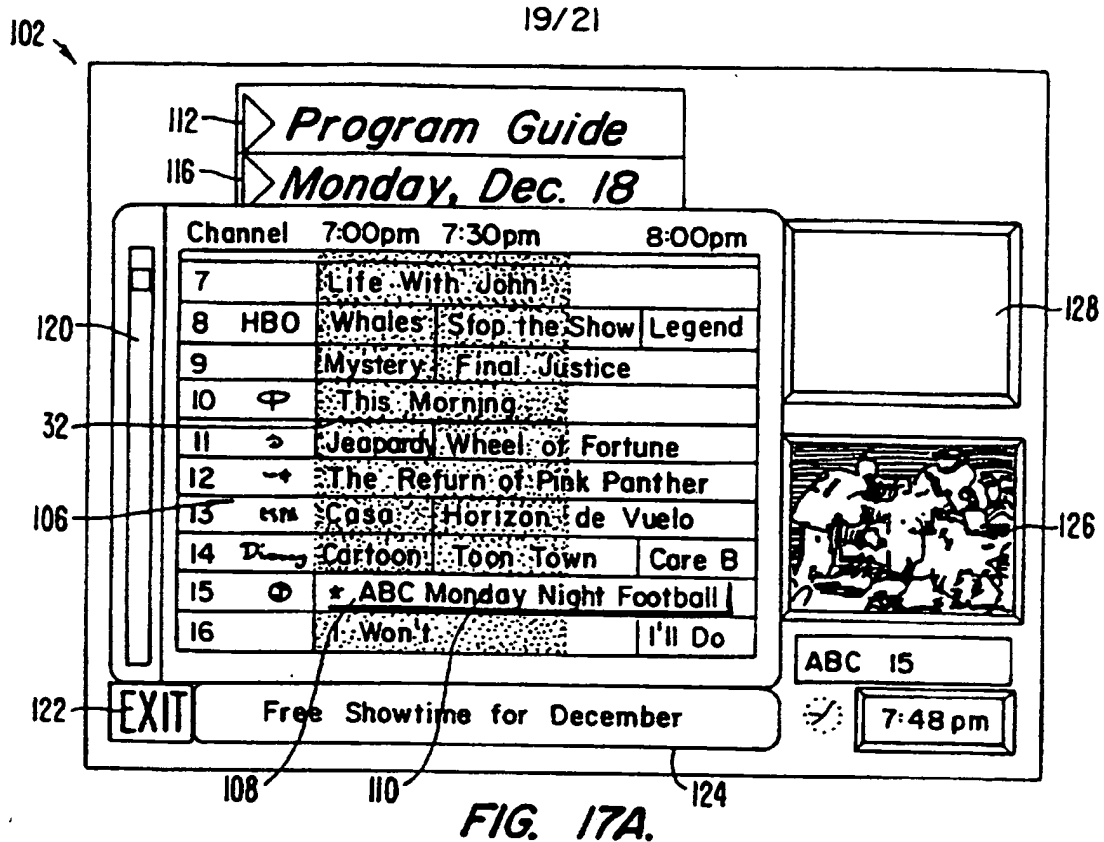 19/21
102
112 Program Guide
116 Monday, Dec. 18
Channel 7:00pm 7:30pm 8:00pm
7 Life With John
120 8 HBO Whales Stop the Show Legend 128
9 Mystery Final Justice
10 This Morning
32
11 Jeopardy Wheel of Fortune
12 The Return of Pink Panther
106 13 Casa Horizon de Vuelo 126
14 Disney Cartoon Toon Town Care B
15 * ABC Monday Night Football
16 I Won't I'll Do
ABC 15
122 EXIT Free Showtime for December 7:48 pm
108 110 124
FIG. 17A.